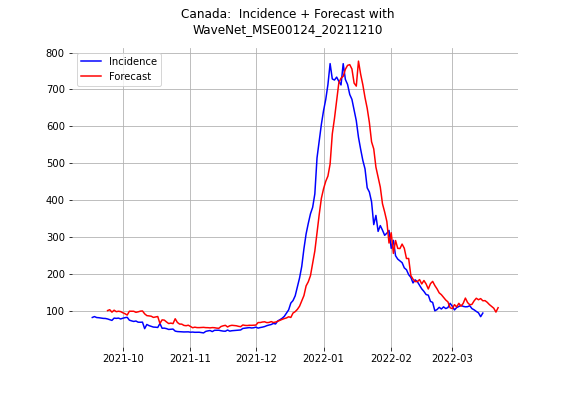 Canada:  Incidence + Forecast with
WaveNet_MSE00124_20211210
Incidence
Forecast
800
700
600
500
400
300
200
100
2021-10 2021-11 2021-12 2022-01 2022-02 2022-03